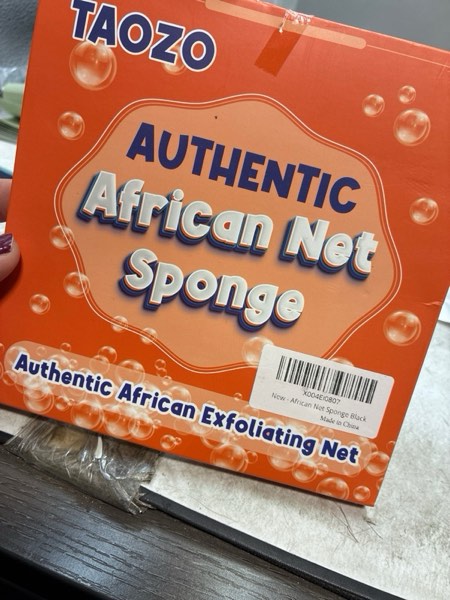 TAOZO
AUTHENTIC
African Net
Sponge
X004EI0807
New - African Net Sponge Black
Made in China
Authentic African Exfoliating Net